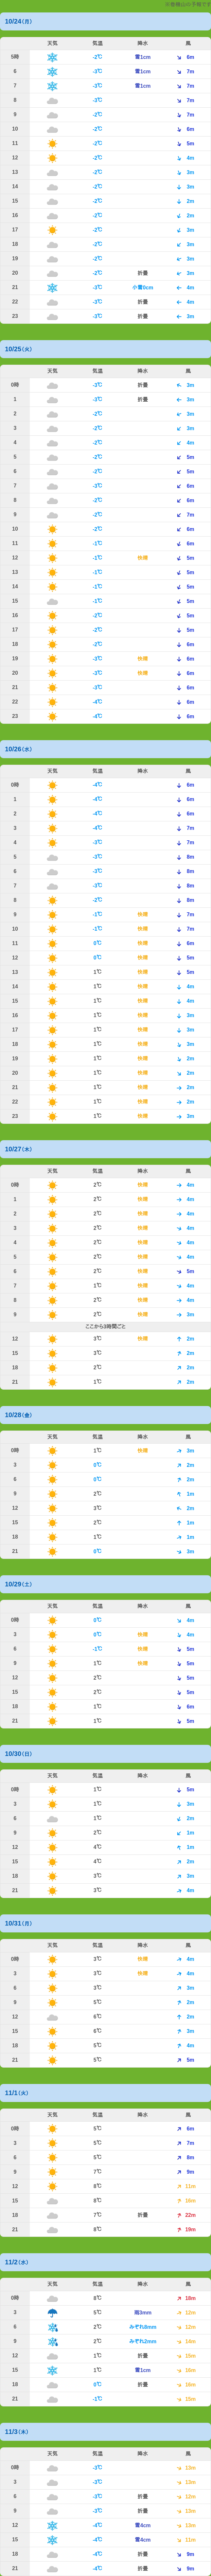 10/24（月）
天気 気温 降水 風
5時 -2℃ 雪1cm 6m
6 -3℃ 雪1cm 7m
7 -3℃ 雪1cm 7m
8 -3℃ 7m
9 -2℃ 7m
10 -2℃ 6m
11 -2℃ 5m
12 -2℃ 4m
13 -2℃ 3m
14 -2℃ 3m
15 -2℃ 2m
16 -2℃ 2m
17 -2℃ 3m
18 -2℃ 3m
19 -2℃ 3m
20 -2℃ 折曇 3m
21 -3℃ 小雪0cm 4m
22 -3℃ 折曇 4m
23 -3℃ 折曇 3m
10/25（火）
天気 気温 降水 風
0時 -3℃ 折曇 3m
1 -3℃ 折曇 3m
2 -2℃ 3m
3 -2℃ 3m
4 -2℃ 4m
5 -2℃ 5m
6 -2℃ 5m
7 -3℃ 6m
8 -2℃ 6m
9 -2℃ 7m
10 -2℃ 6m
11 -1℃ 6m
12 -1℃ 快晴 5m
13 -1℃ 5m
14 -1℃ 5m
15 -1℃ 5m
16 -2℃ 5m
17 -2℃ 5m
18 -2℃ 6m
19 -3℃ 快晴 6m
20 -3℃ 快晴 6m
21 -3℃ 6m
22 -4℃ 6m
23 -4℃ 6m
10/26（水）
天気 気温 降水 風
0時 -4℃ 6m
1 -4℃ 6m
2 -4℃ 6m
3 -4℃ 7m
4 -3℃ 7m
5 -3℃ 8m
6 -3℃ 8m
7 -3℃ 8m
8 -2℃ 8m
9 -1℃ 快晴 7m
10 -1℃ 快晴 7m
11 0℃ 快晴 6m
12 0℃ 快晴 5m
13 1℃ 快晴 5m
14 1℃ 快晴 4m
15 1℃ 快晴 4m
16 1℃ 快晴 3m
17 1℃ 快晴 3m
18 1℃ 快晴 3m
19 1℃ 快晴 2m
20 1℃ 快晴 2m
21 1℃ 快晴 2m
22 1℃ 快晴 2m
23 1℃ 快晴 3m
10/27（木）
天気 気温 降水 風
0時 2℃ 快晴 4m
1 2℃ 快晴 4m
2 2℃ 快晴 4m
3 2℃ 快晴 4m
4 2℃ 快晴 4m
5 2℃ 快晴 4m
6 2℃ 快晴 5m
7 1℃ 快晴 4m
8 2℃ 快晴 4m
9 2℃ 快晴 3m
ここから3時間ごと
12 3℃ 快晴 2m
15 3℃ 2m
18 2℃ 2m
21 1℃ 2m
10/28（金）
天気 気温 降水 風
0時 1℃ 快晴 3m
3 0℃ 2m
6 0℃ 2m
9 2℃ 1m
12 3℃ 2m
15 2℃ 1m
18 1℃ 1m
21 0℃ 3m
10/29（土）
天気 気温 降水 風
0時 0℃ 4m
3 0℃ 快晴 4m
6 -1℃ 快晴 5m
9 1℃ 快晴 5m
12 2℃ 5m
15 2℃ 5m
18 1℃ 6m
21 1℃ 5m
10/30（日）
天気 気温 降水 風
0時 1℃ 5m
3 1℃ 3m
6 1℃ 2m
9 2℃ 1m
12 4℃ 1m
15 4℃ 2m
18 3℃ 3m
21 3℃ 4m
10/31（月）
天気 気温 降水 風
0時 3℃ 快晴 4m
3 3℃ 快晴 4m
6 3℃ 3m
9 5℃ 2m
12 6℃ 2m
15 6℃ 3m
18 5℃ 4m
21 5℃ 5m
11/1（火）
天気 気温 降水 風
0時 5℃ 6m
3 5℃ 7m
6 5℃ 8m
9 7℃ 9m
12 8℃ 11m
15 8℃ 16m
18 7℃ 折曇 22m
21 8℃ 19m
11/2（水）
天気 気温 降水 風
0時 8℃ 18m
3 5℃ 雨3mm 12m
6 2℃ みぞれ8mm 12m
9 2℃ みぞれ2mm 14m
12 1℃ 折曇 15m
15 1℃ 雪1cm 16m
18 0℃ 折曇 16m
21 -1℃ 15m
11/3（木）
天気 気温 降水 風
0時 -3℃ 13m
3 -3℃ 13m
6 -3℃ 折曇 12m
9 -3℃ 折曇 13m
12 -4℃ 雪4cm 13m
15 -4℃ 雪4cm 11m
18 -4℃ 折曇 9m
21 -4℃ 折曇 9m